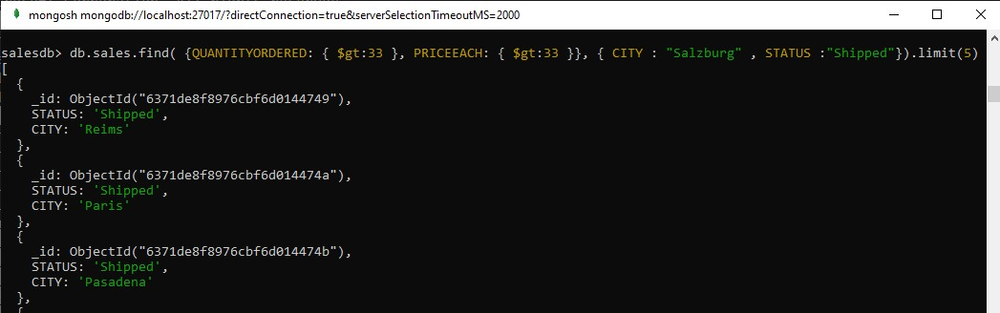 mongosh mongodb://localhost:27017/?directConnection=true&serverSelectionTimeoutMS=2000
salesdb> db.sales.find( {QUANTITYORDERED: { $gt:33 }, PRICEEACH: { $gt:33 }}, { CITY : "Salzburg" , STATUS :"Shipped"}).limit(5)
[
  {
    _id: ObjectId("6371de8f8976cbf6d0144749"),
    STATUS: 'Shipped',
    CITY: 'Reims'
  },
  {
    _id: ObjectId("6371de8f8976cbf6d014474a"),
    STATUS: 'Shipped',
    CITY: 'Paris'
  },
  {
    _id: ObjectId("6371de8f8976cbf6d014474b"),
    STATUS: 'Shipped',
    CITY: 'Pasadena'
  },
  {